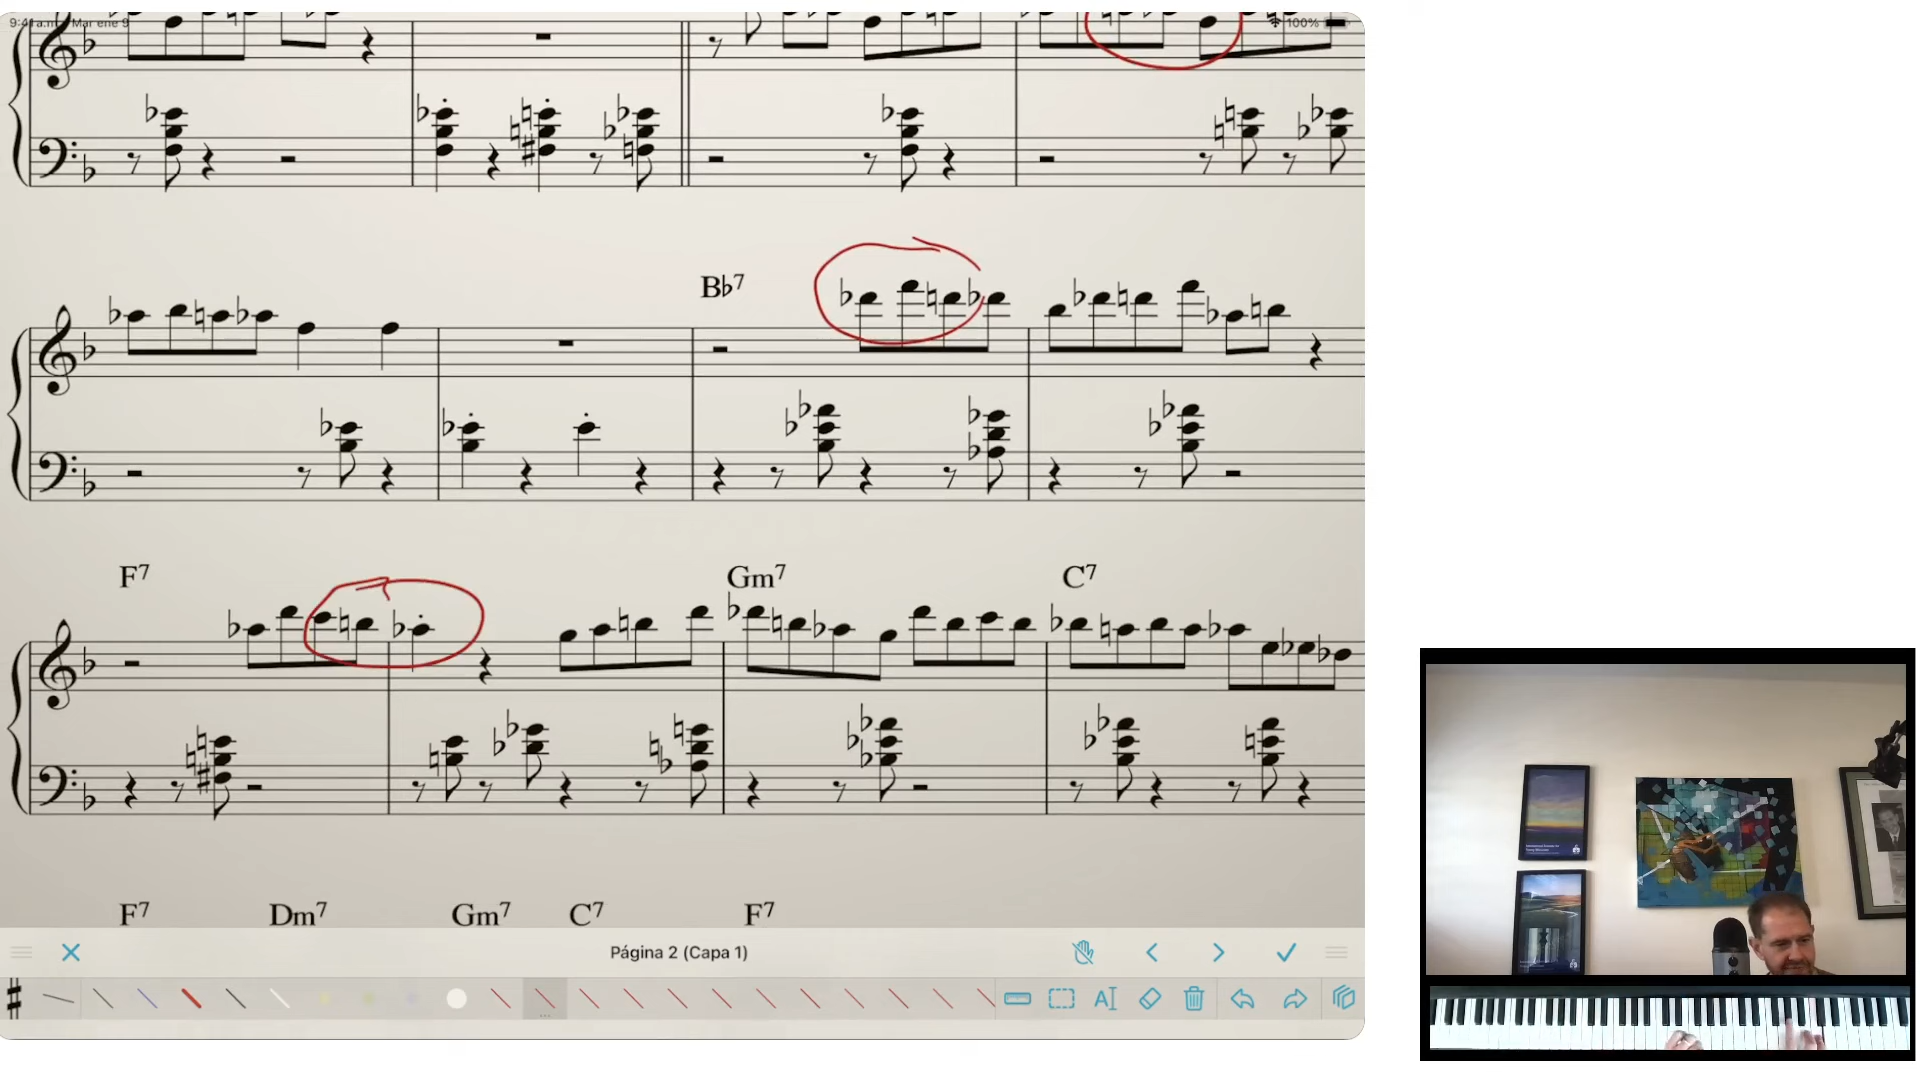 9:41 a.m. Mar ene 9 100%
B♭7
F7 Gm7 C7
F7 Dm7 Gm7 C7 F7
Página 2 (Capa 1)
AI